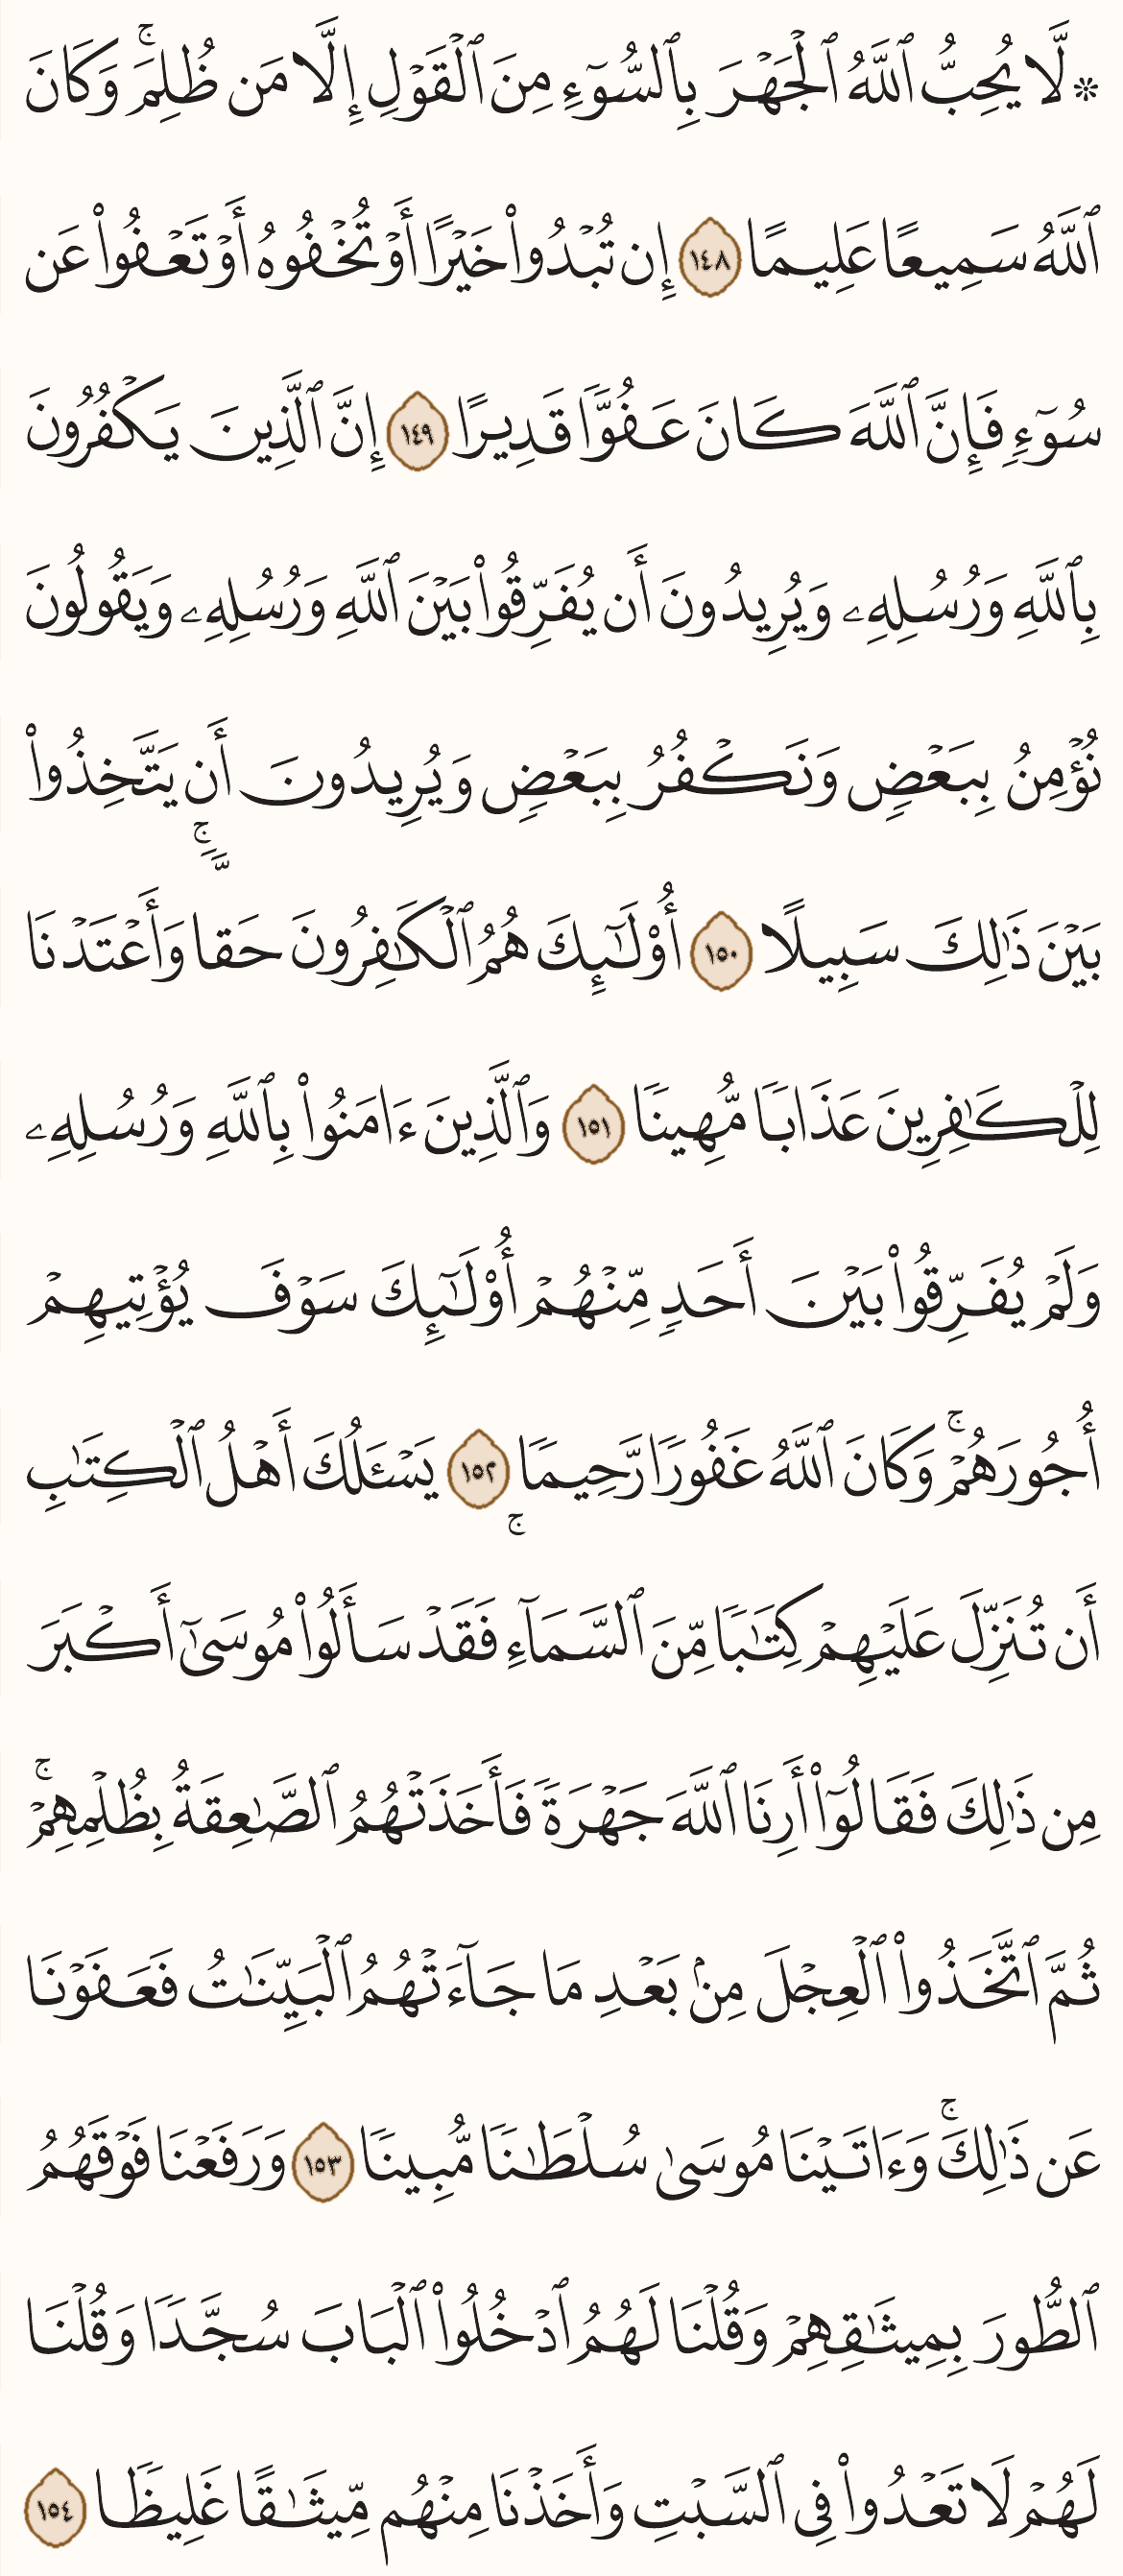 ۞ لَّا يُحِبُّ ٱللَّهُ ٱلْجَهْرَ بِٱلسُّوٓءِ مِنَ ٱلْقَوْلِ إِلَّا مَن ظُلِمَ ۚ وَكَانَ
ٱللَّهُ سَمِيعًا عَلِيمًا ١٤٨ إِن تُبْدُوا۟ خَيْرًا أَوْ تُخْفُوهُ أَوْ تَعْفُوا۟ عَن
سُوٓءٍ فَإِنَّ ٱللَّهَ كَانَ عَفُوًّا قَدِيرًا ١٤٩ إِنَّ ٱلَّذِينَ يَكْفُرُونَ
بِٱللَّهِ وَرُسُلِهِۦ وَيُرِيدُونَ أَن يُفَرِّقُوا۟ بَيْنَ ٱللَّهِ وَرُسُلِهِۦ وَيَقُولُونَ
نُؤْمِنُ بِبَعْضٍ وَنَكْفُرُ بِبَعْضٍ وَيُرِيدُونَ أَن يَتَّخِذُوا۟
بَيْنَ ذَٰلِكَ سَبِيلًا ١٥٠ أُو۟لَـٰٓئِكَ هُمُ ٱلْكَـٰفِرُونَ حَقًّا ۚ وَأَعْتَدْنَا
لِلْكَـٰفِرِينَ عَذَابًا مُّهِينًا ١٥١ وَٱلَّذِينَ ءَامَنُوا۟ بِٱللَّهِ وَرُسُلِهِۦ
وَلَمْ يُفَرِّقُوا۟ بَيْنَ أَحَدٍ مِّنْهُمْ أُو۟لَـٰٓئِكَ سَوْفَ يُؤْتِيهِمْ
أُجُورَهُمْ ۚ وَكَانَ ٱللَّهُ غَفُورًا رَّحِيمًا ١٥٢ يَسْـَٔلُكَ أَهْلُ ٱلْكِتَـٰبِ
أَن تُنَزِّلَ عَلَيْهِمْ كِتَـٰبًا مِّنَ ٱلسَّمَآءِ ۚ فَقَدْ سَأَلُوا۟ مُوسَىٰٓ أَكْبَرَ
مِن ذَٰلِكَ فَقَالُوٓا۟ أَرِنَا ٱللَّهَ جَهْرَةً فَأَخَذَتْهُمُ ٱلصَّـٰعِقَةُ بِظُلْمِهِمْ ۚ
ثُمَّ ٱتَّخَذُوا۟ ٱلْعِجْلَ مِنۢ بَعْدِ مَا جَآءَتْهُمُ ٱلْبَيِّنَـٰتُ فَعَفَوْنَا
عَن ذَٰلِكَ ۚ وَءَاتَيْنَا مُوسَىٰ سُلْطَـٰنًا مُّبِينًا ١٥٣ وَرَفَعْنَا فَوْقَهُمُ
ٱلطُّورَ بِمِيثَـٰقِهِمْ وَقُلْنَا لَهُمُ ٱدْخُلُوا۟ ٱلْبَابَ سُجَّدًا وَقُلْنَا
لَهُمْ لَا تَعْدُوا۟ فِى ٱلسَّبْتِ وَأَخَذْنَا مِنْهُم مِّيثَـٰقًا غَلِيظًا ١٥٤